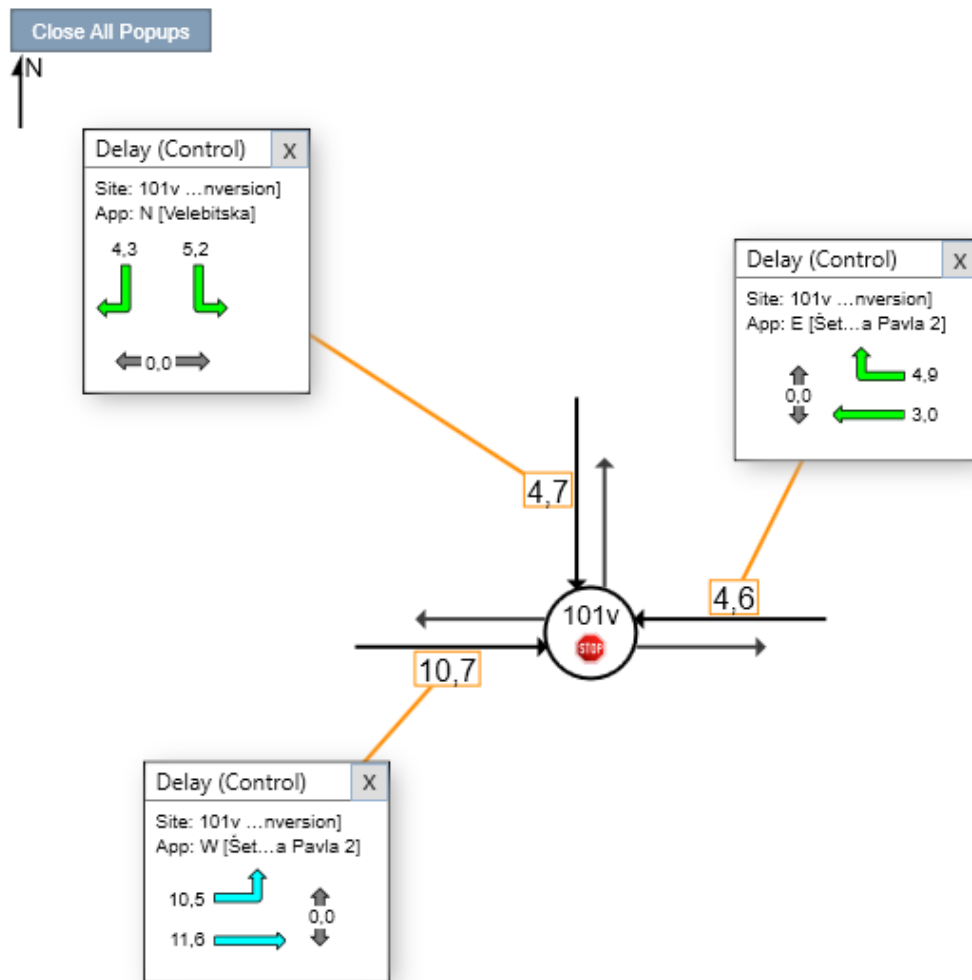 Close All Popups
N
Delay (Control) X
Site: 101v ...nversion]
App: N [Velebitska]
4,3 5,2
0,0
Delay (Control) X
Site: 101v ...nversion]
App: E [Šet...a Pavla 2]
4,9
0,0
3,0
4,7
4,6
101v
STOP
10,7
Delay (Control) X
Site: 101v ...nversion]
App: W [Šet...a Pavla 2]
10,5
0,0
11,6